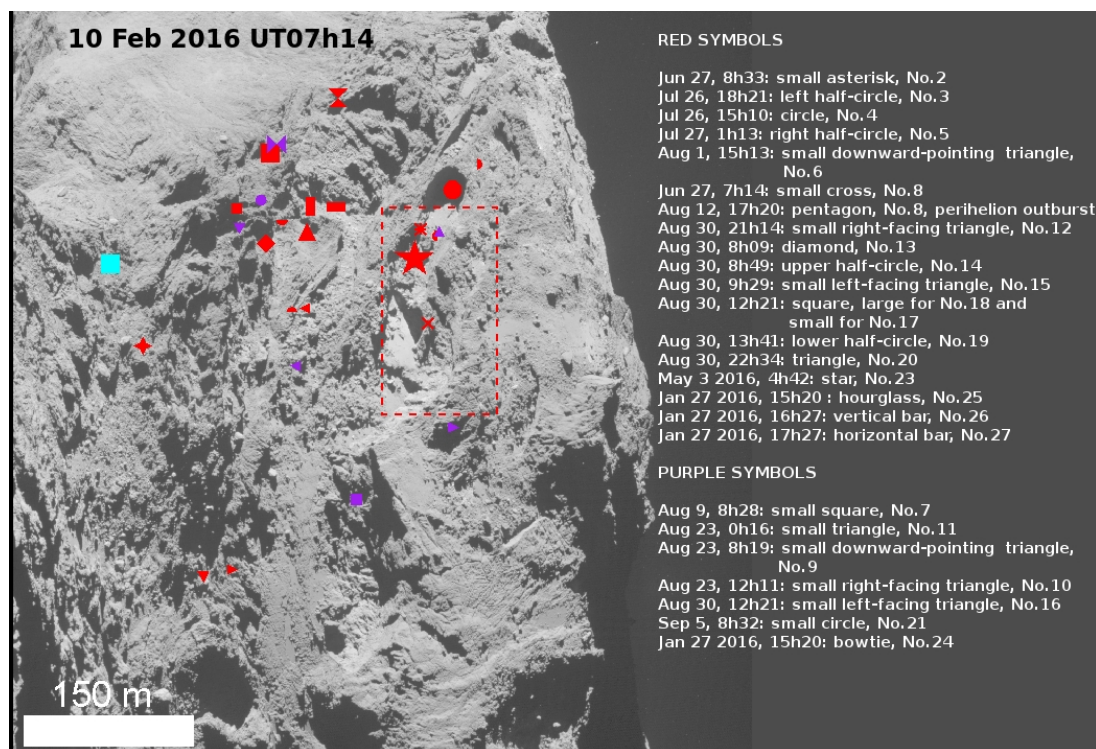 10 Feb 2016 UT07h14
RED SYMBOLS
Jun 27, 8h33: small asterisk, No.2
Jul 26, 18h21: left half-circle, No.3
Jul 26, 15h10: circle, No.4
Jul 27, 1h13: right half-circle, No.5
Aug 1, 15h13: small downward-pointing triangle,
No.6
Jun 27, 7h14: small cross, No.8
Aug 12, 17h20: pentagon, No.8, perihelion outburst
Aug 30, 21h14: small right-facing triangle, No.12
Aug 30, 8h09: diamond, No.13
Aug 30, 8h49: upper half-circle, No.14
Aug 30, 9h29: small left-facing triangle, No.15
Aug 30, 12h21: square, large for No.18 and
small for No.17
Aug 30, 13h41: lower half-circle, No.19
Aug 30, 22h34: triangle, No.20
May 3 2016, 4h42: star, No.23
Jan 27 2016, 15h20 : hourglass, No.25
Jan 27 2016, 16h27: vertical bar, No.26
Jan 27 2016, 17h27: horizontal bar, No.27
PURPLE SYMBOLS
Aug 9, 8h28: small square, No.7
Aug 23, 0h16: small triangle, No.11
Aug 23, 8h19: small downward-pointing triangle,
No.9
Aug 23, 12h11: small right-facing triangle, No.10
Aug 30, 12h21: small left-facing triangle, No.16
Sep 5, 8h32: small circle, No.21
Jan 27 2016, 15h20: bowtie, No.24
150 m